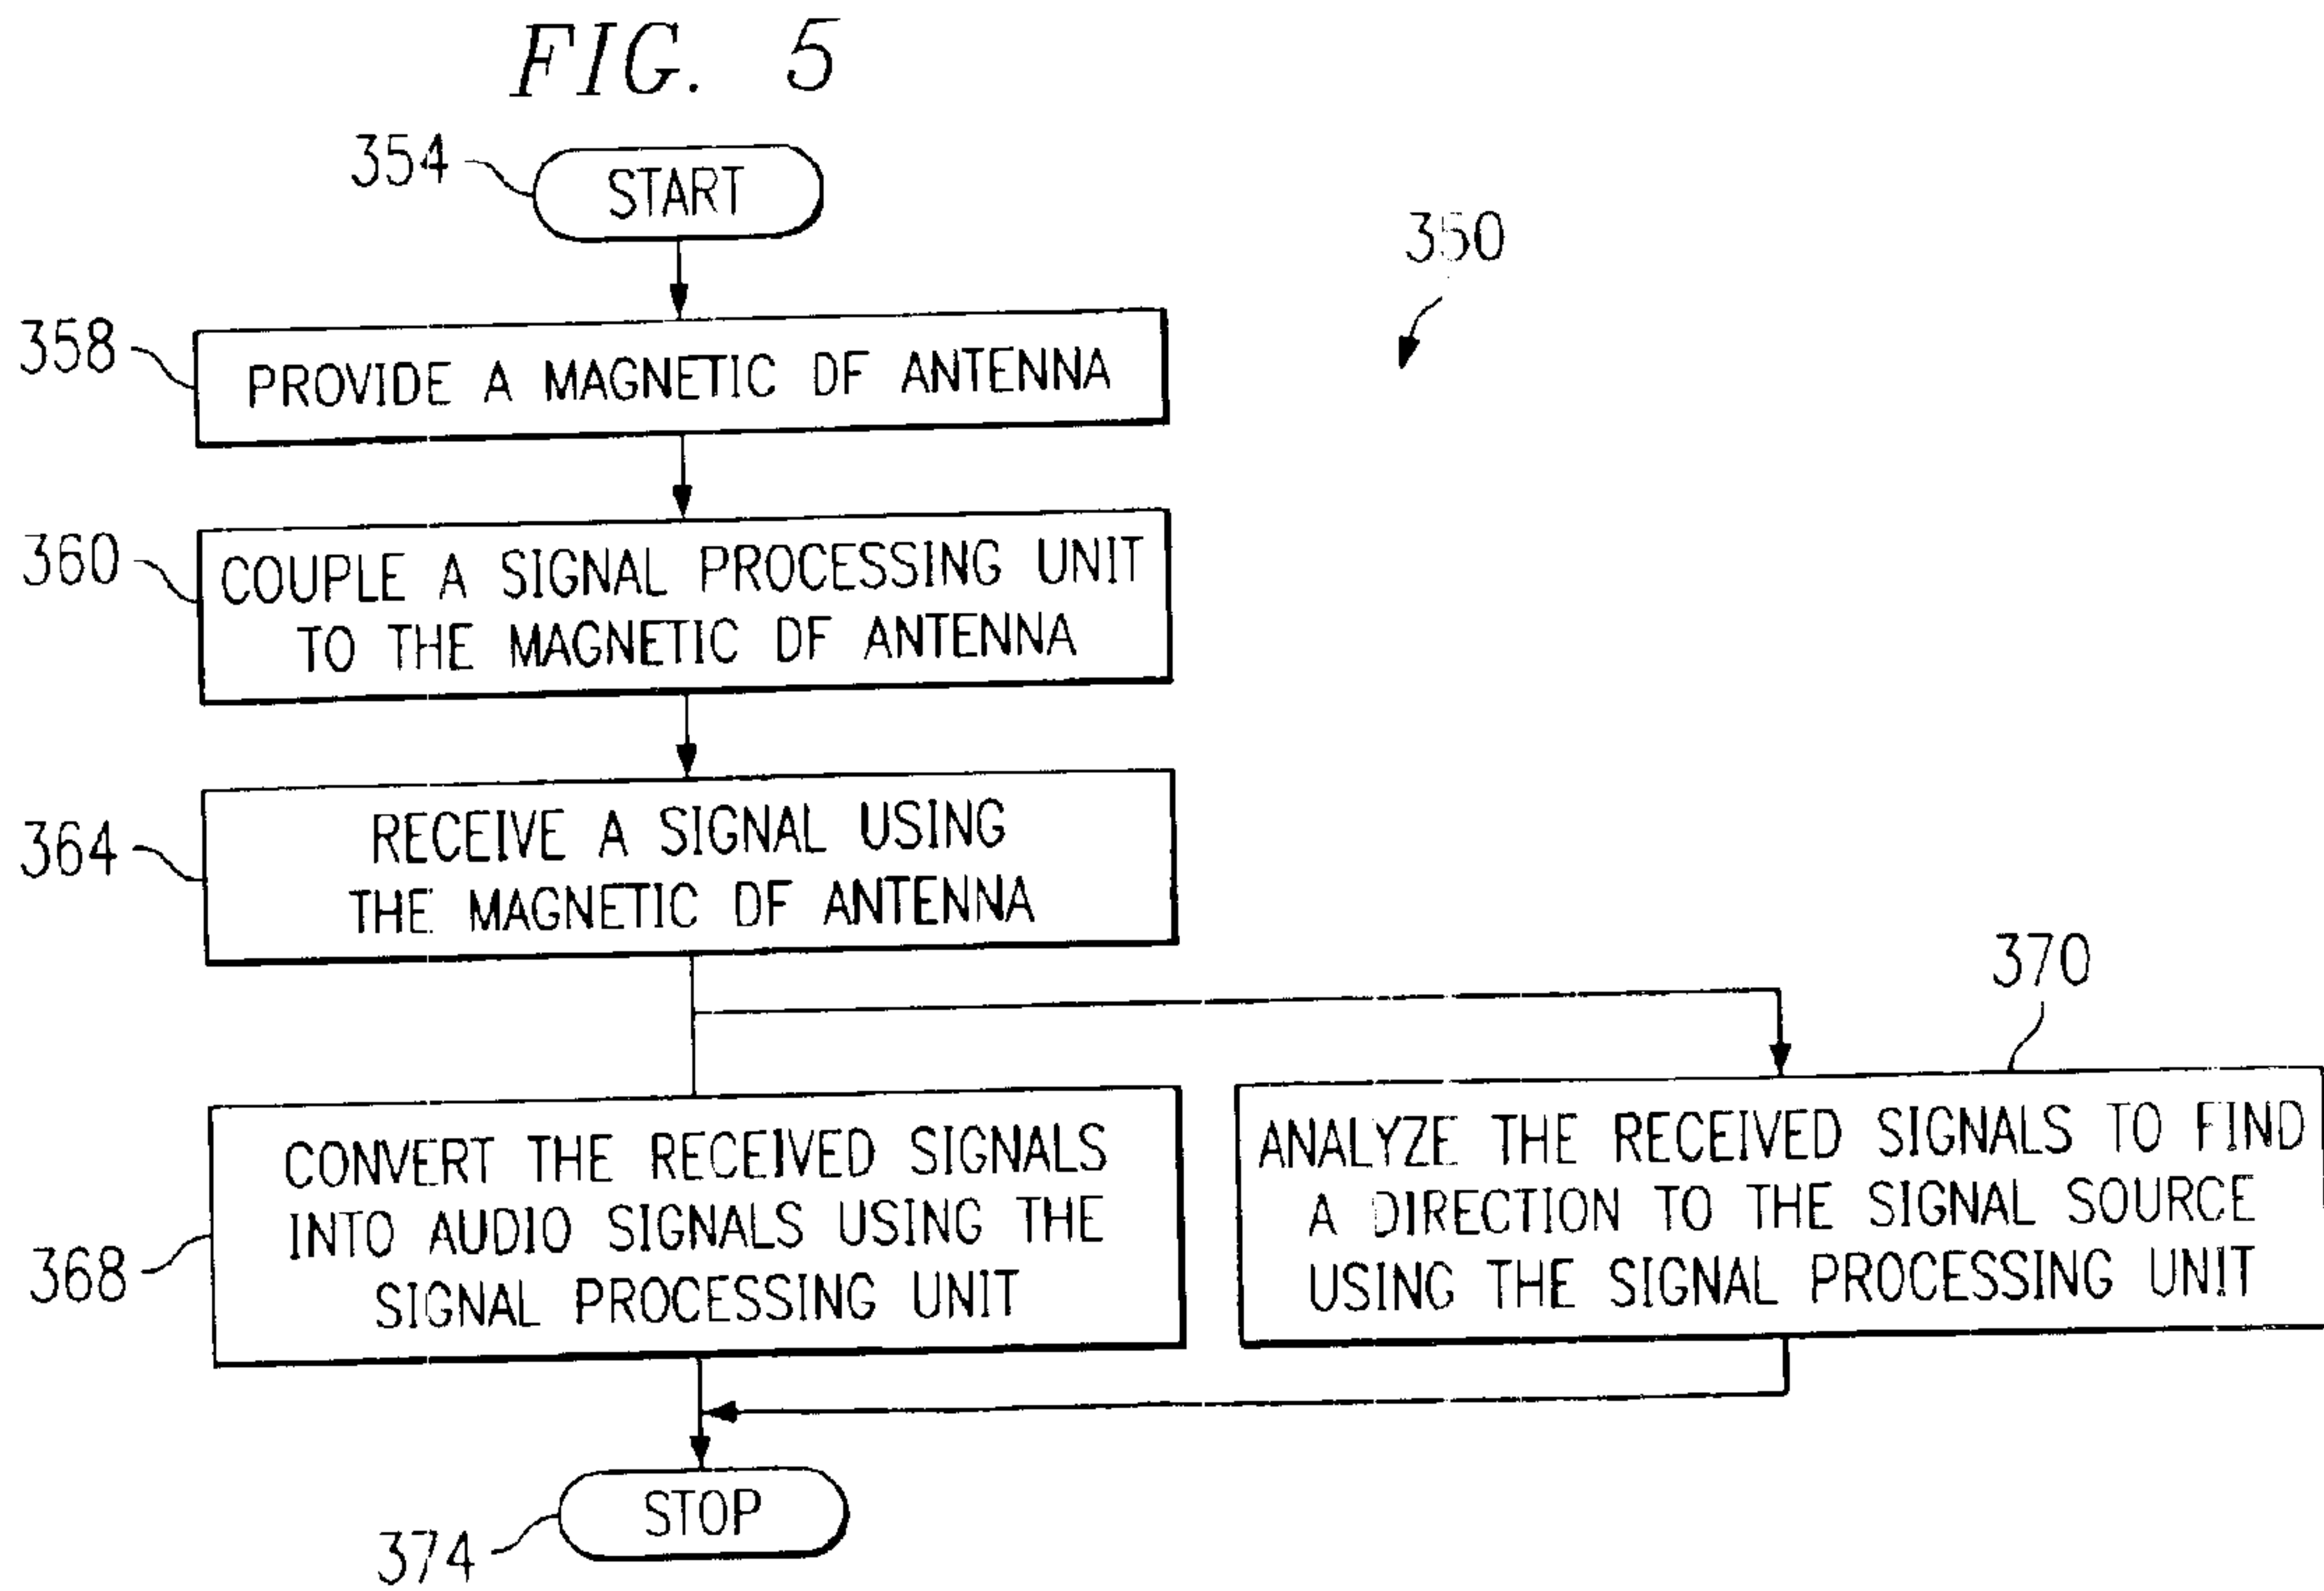 FIG. 5
354
START
350
358
PROVIDE A MAGNETIC DF ANTENNA
360
COUPLE A SIGNAL PROCESSING UNIT
TO THE MAGNETIC DF ANTENNA
364
RECEIVE A SIGNAL USING
THE MAGNETIC DF ANTENNA
370
368
CONVERT THE RECEIVED SIGNALS
INTO AUDIO SIGNALS USING THE
SIGNAL PROCESSING UNIT
ANALYZE THE RECEIVED SIGNALS TO FIND
A DIRECTION TO THE SIGNAL SOURCE
USING THE SIGNAL PROCESSING UNIT
STOP
374